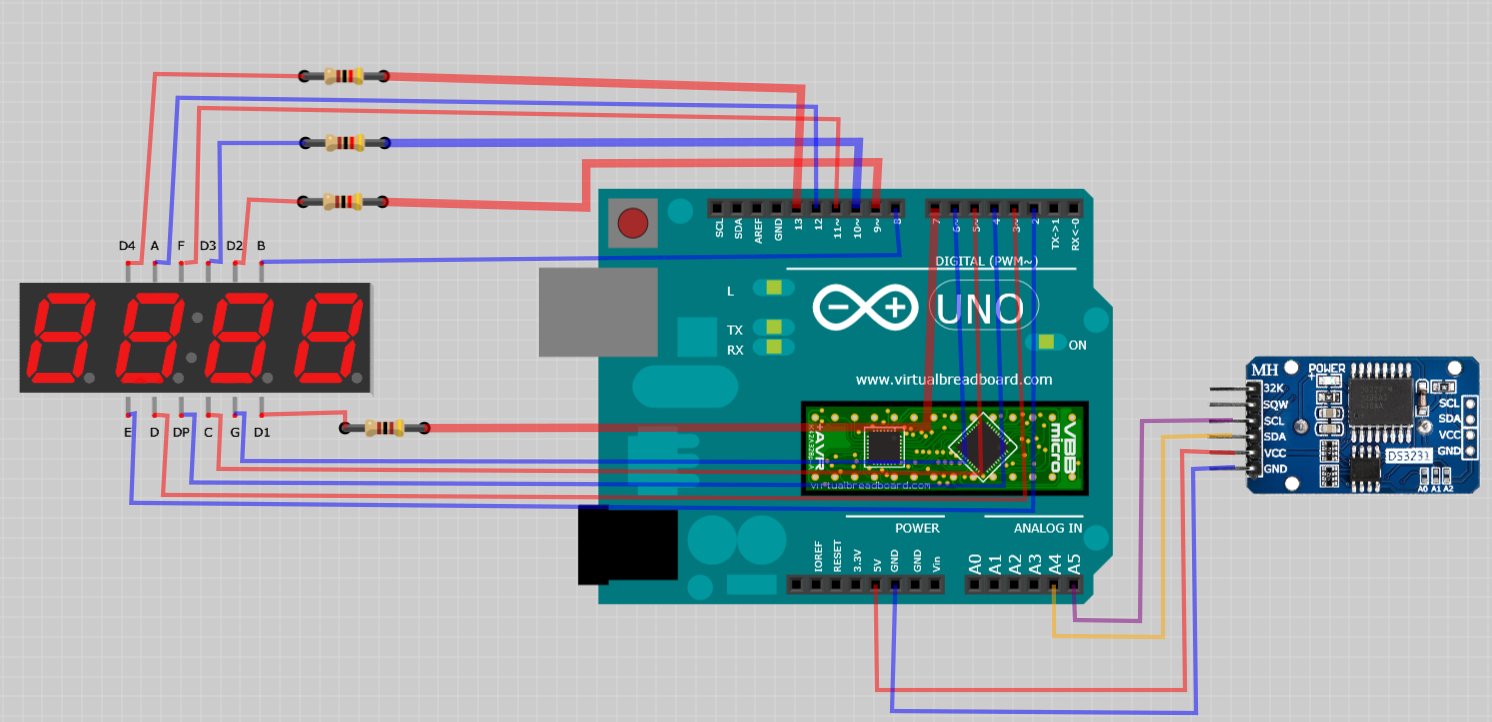 D4 A F D3 D2 B
E D DP C G D1
SCL SDA AREF GND 13 12 11~ 10~ 9~ 8
7 6~ 5~ 4 3~ 2 TX->1 RX<-0
DIGITAL (PWM~)
L
TX
RX
UNO
ON
www.virtualbreadboard.com
AVR
VBB
micro
virtualbreadboard.com
POWER
ANALOG IN
IOREF RESET 3.3V 5V GND GND Vin
A0 A1 A2 A3 A4 A5
MH
POWER
32K
SQW
SCL
SDA
VCC
GND
SCL
SDA
VCC
GND
DS3231
A0 A1 A2